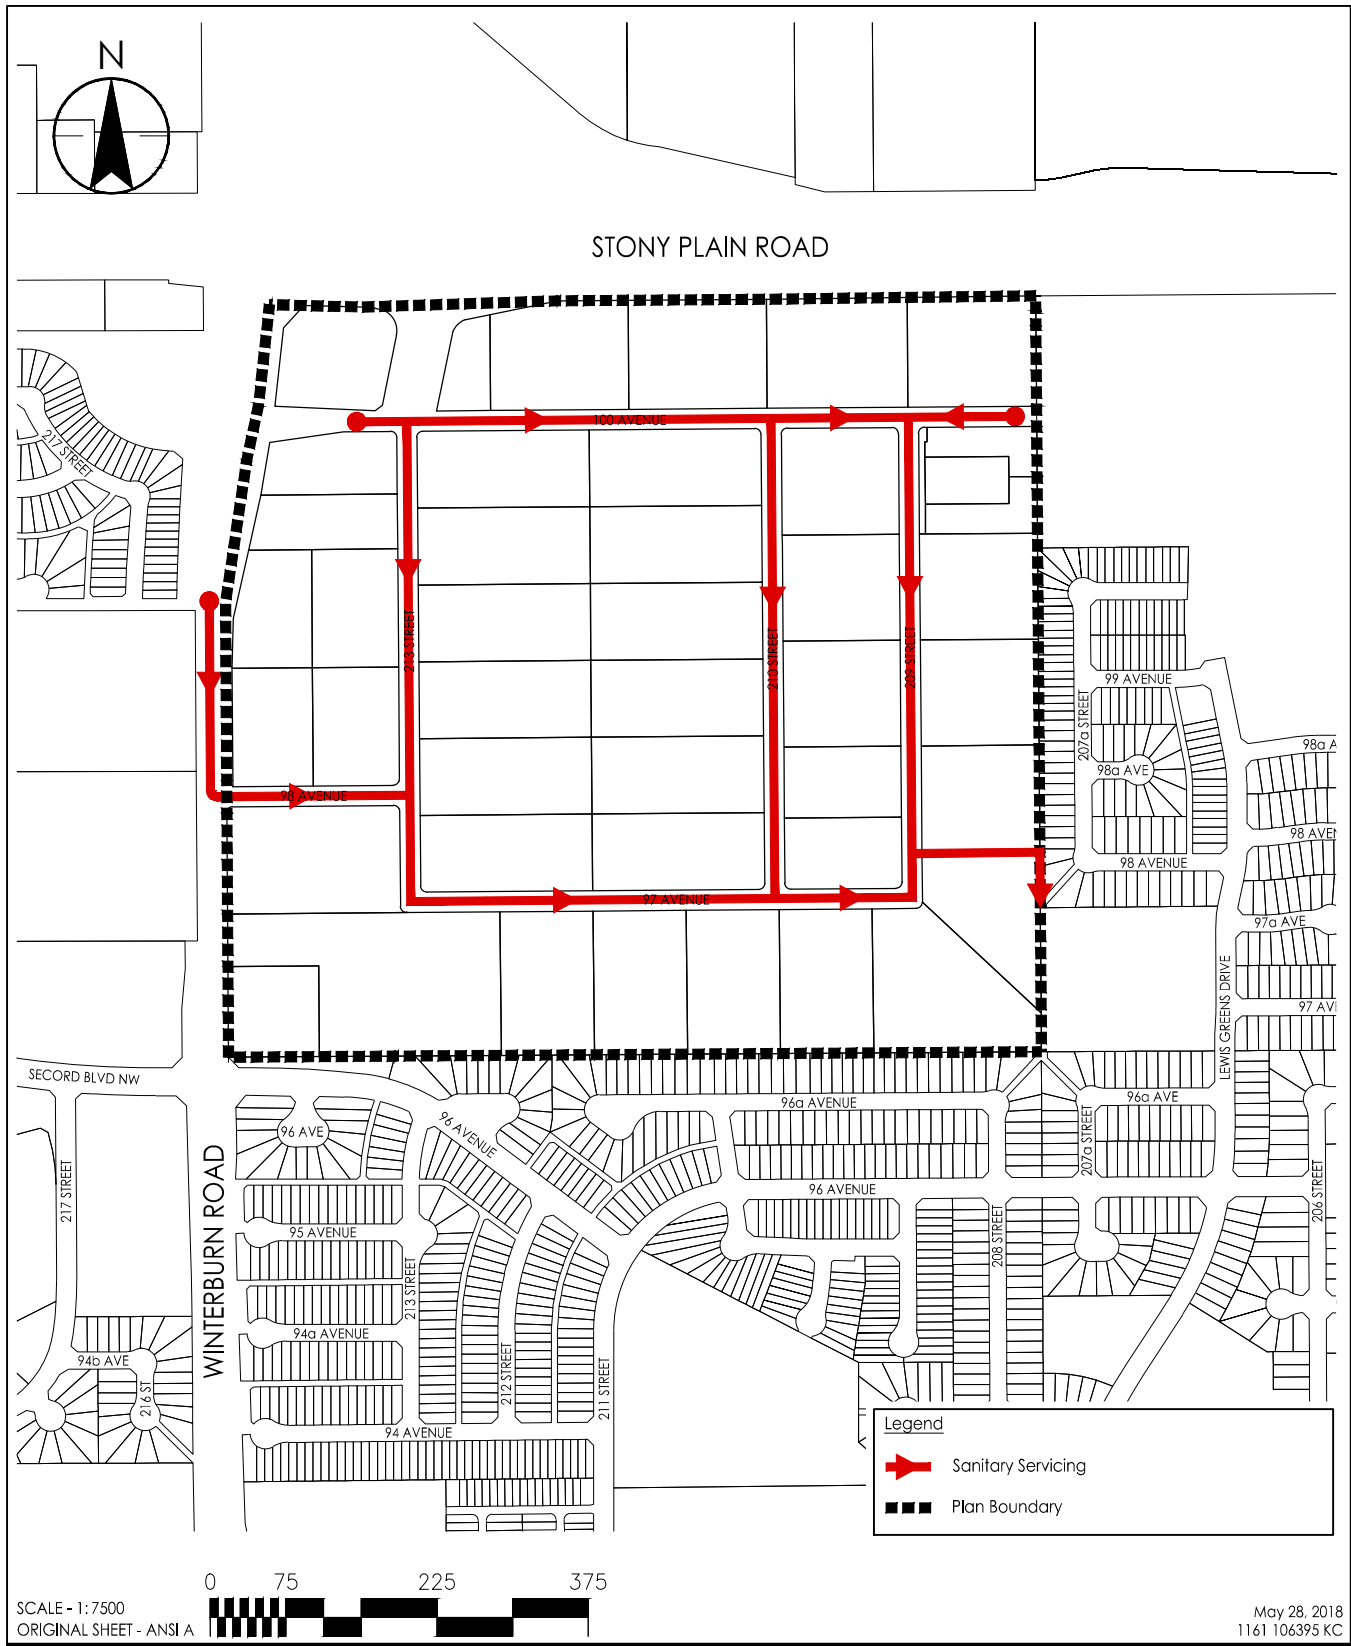 N
STONY PLAIN ROAD
100 AVENUE
217 STREET
213 STREET
210 STREET
209 STREET
99 AVENUE
207a STREET
98a A
98a AVE
98 AVENUE
98 AVEN
98 AVENUE
97 AVENUE
97a AVE
LEWIS GREENS DRIVE
97 AVI
SECORD BLVD NW
96a AVENUE
96a AVE
96 AVE
96 AVENUE
207a STREET
217 STREET
96 AVENUE
206 STREET
95 AVENUE
208 STREET
WINTERBURN ROAD
213 STREET
94a AVENUE
94b AVE
216 ST
212 STREET
211 STREET
94 AVENUE
Legend
Sanitary Servicing
Plan Boundary
0 75 225 375
SCALE - 1:7500
ORIGINAL SHEET - ANSI A
May 28, 2018
1161 106395 KC